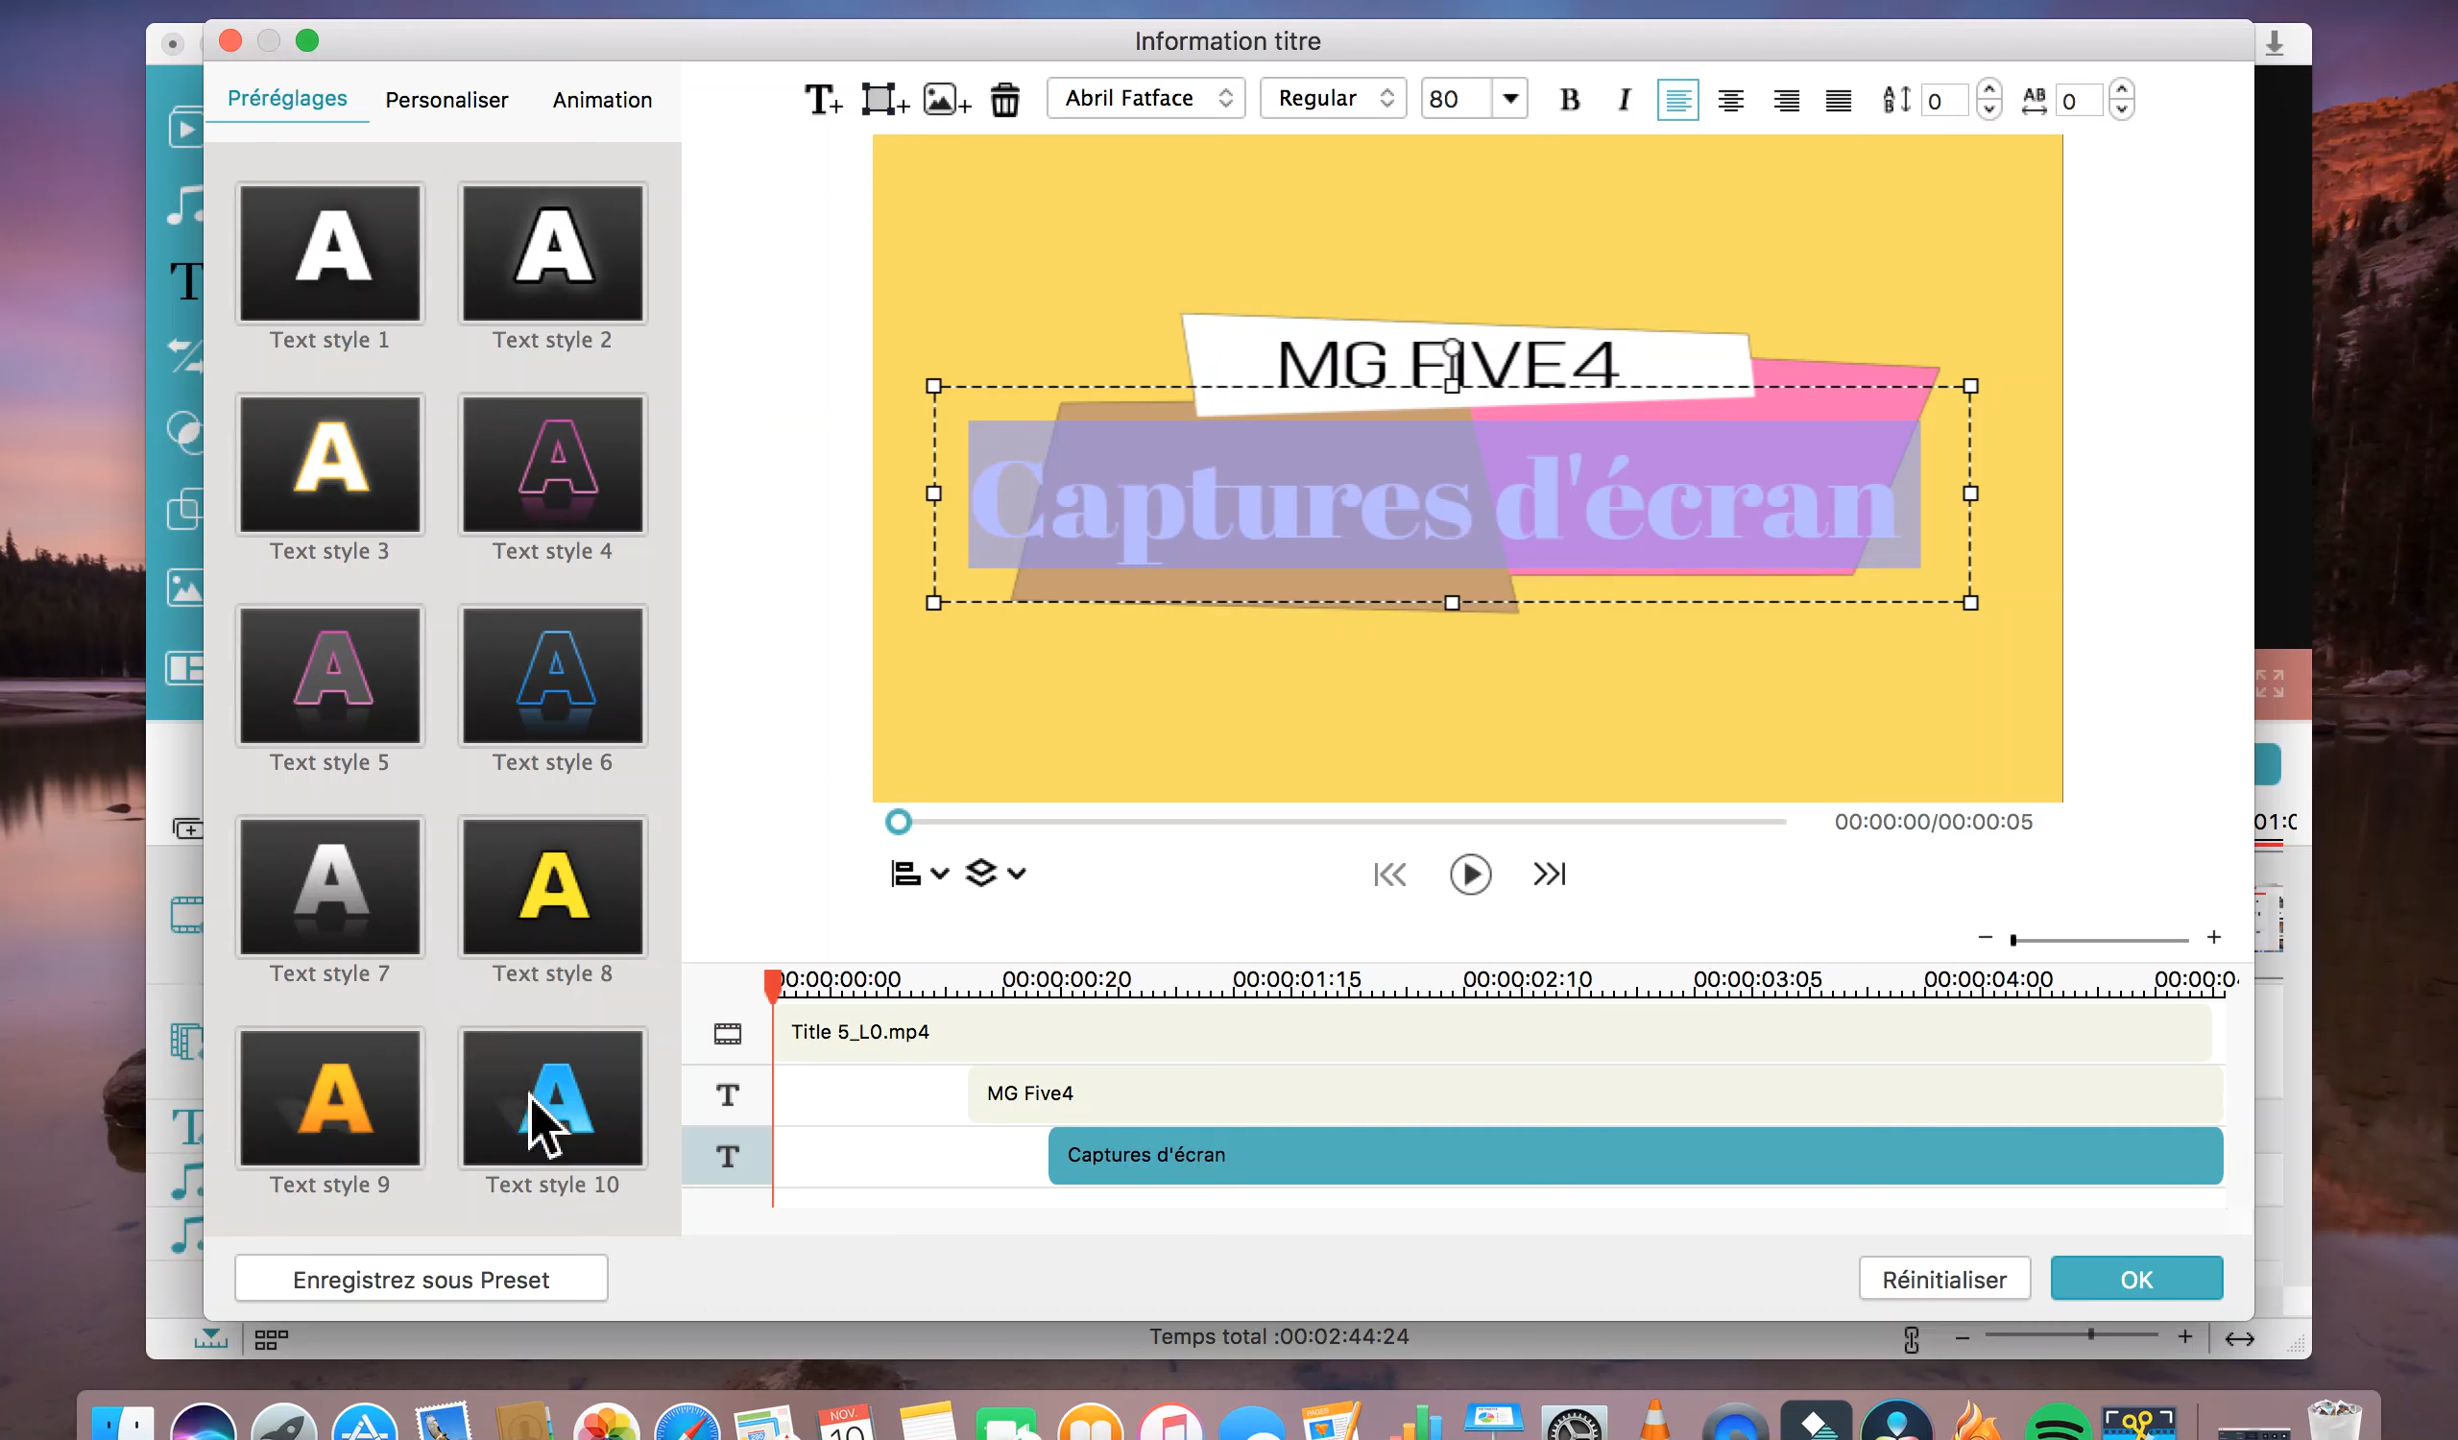 Information titre
Préréglages Personaliser Animation
T+ Abril Fatface Regular 80 B I 0 AB 0
A A
Text style 1 Text style 2
A A
Text style 3 Text style 4
A A
Text style 5 Text style 6
A A
Text style 7 Text style 8
A A
Text style 9 Text style 10
MG FIVE4
Captures d'écran
00:00:00/00:00:05
00:00:00:00 00:00:00:20 00:00:01:15 00:00:02:10 00:00:03:05 00:00:04:00
Title 5_L0.mp4
T MG Five4
T Captures d'écran
Enregistrez sous Preset Réinitialiser OK
Temps total :00:02:44:24
NOV.
10